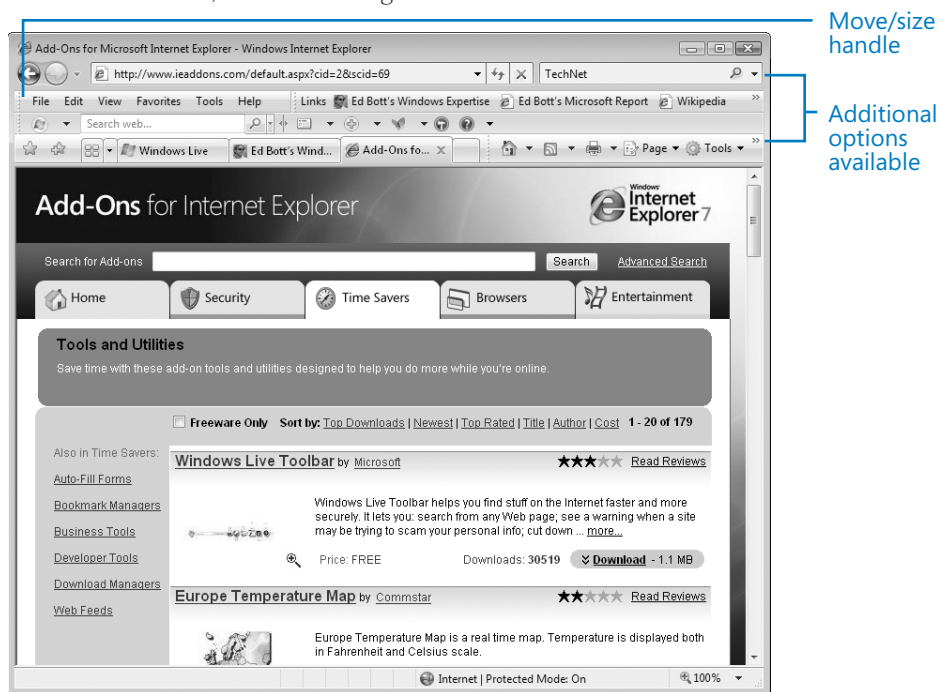 Move/size
handle
Add-Ons for Microsoft Internet Explorer - Windows Internet Explorer
http://www.ieaddons.com/default.aspx?cid=2&scid=69
TechNet
File Edit View Favorites Tools Help
Links Ed Bott's Windows Expertise Ed Bott's Microsoft Report Wikipedia »
Additional
options
available
Search web...
Windows Live Ed Bott's Wind... Add-Ons fo... Page Tools »
Add-Ons for Internet Explorer
Windows
Internet
Explorer 7
Search for Add-ons Search Advanced Search
Home Security Time Savers Browsers Entertainment
Tools and Utilities
Save time with these add-on tools and utilities designed to help you do more while you're online.
Freeware Only Sort by: Top Downloads | Newest | Top Rated | Title | Author | Cost 1 - 20 of 179
Also in Time Savers:
Auto-Fill Forms
Bookmark Managers
Business Tools
Developer Tools
Download Managers
Web Feeds
Windows Live Toolbar by Microsoft Read Reviews
Windows Live Toolbar helps you find stuff on the Internet faster and more
securely. It lets you: search from any Web page; see a warning when a site
may be trying to scam your personal info; cut down ... more...
Price: FREE Downloads: 30519 Download - 1.1 MB
Europe Temperature Map by Commstar Read Reviews
Europe Temperature Map is a real time map. Temperature is displayed both
in Fahrenheit and Celsius scale.
Internet | Protected Mode: On 100%